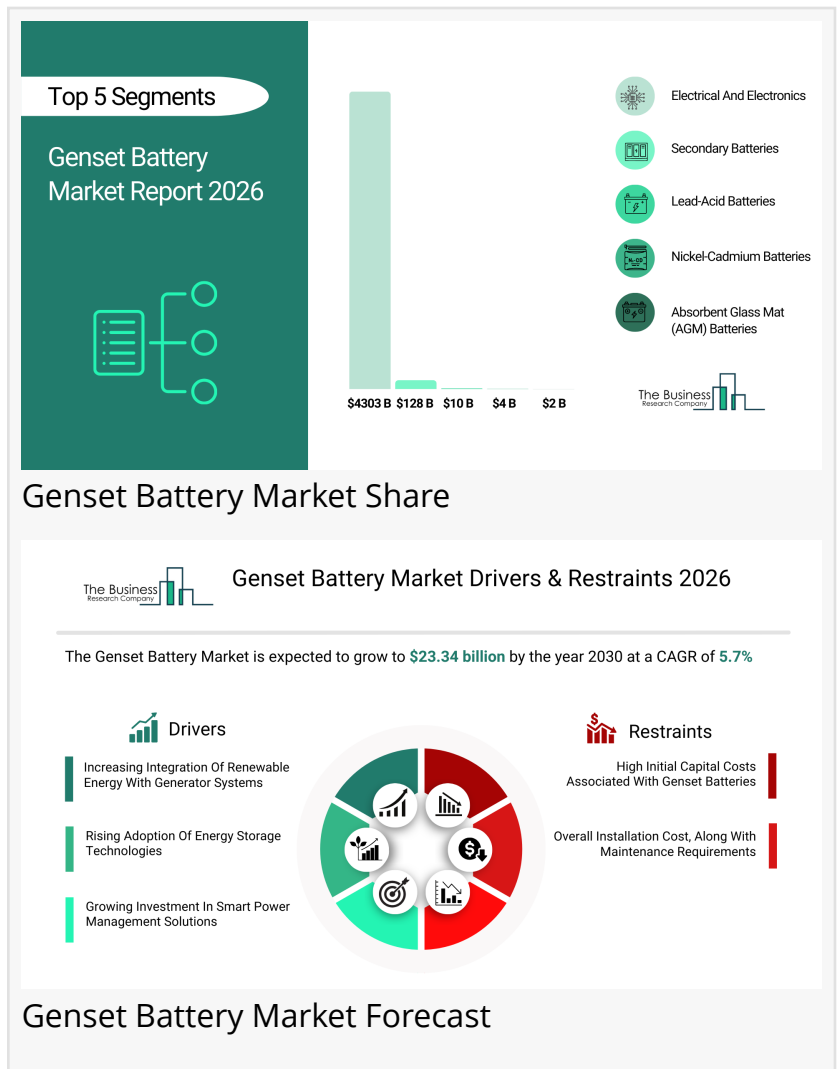 Top 5 Segments
Genset Battery
Market Report 2026
$4303 B $128 B $10 B $4 B $2 B
Electrical And Electronics
Secondary Batteries
Lead-Acid Batteries
Nickel-Cadmium Batteries
Absorbent Glass Mat
(AGM) Batteries
The Business
Research Company
Genset Battery Market Share
The Business
Research Company
Genset Battery Market Drivers & Restraints 2026
The Genset Battery Market is expected to grow to $23.34 billion by the year 2030 at a CAGR of 5.7%
Drivers
Increasing Integration Of Renewable
Energy With Generator Systems
Rising Adoption Of Energy Storage
Technologies
Growing Investment In Smart Power
Management Solutions
Restraints
High Initial Capital Costs
Associated With Genset Batteries
Overall Installation Cost, Along With
Maintenance Requirements
Genset Battery Market Forecast